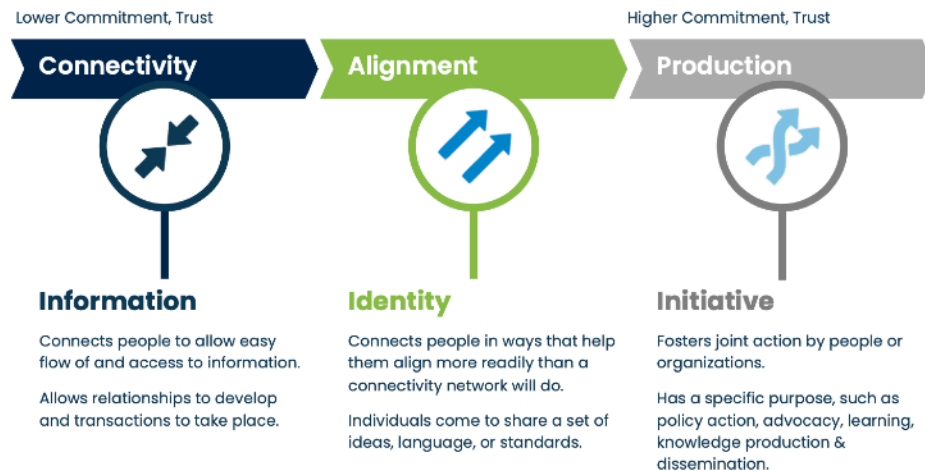 Lower Commitment, Trust
Higher Commitment, Trust
Connectivity
Alignment
Production
Information
Connects people to allow easy
flow of and access to information.
Allows relationships to develop
and transactions to take place.
Identity
Connects people in ways that help
them align more readily than a
connectivity network will do.
Individuals come to share a set of
ideas, language, or standards.
Initiative
Fosters joint action by people or
organizations.
Has a specific purpose, such as
policy action, advocacy, learning,
knowledge production &
dissemination.